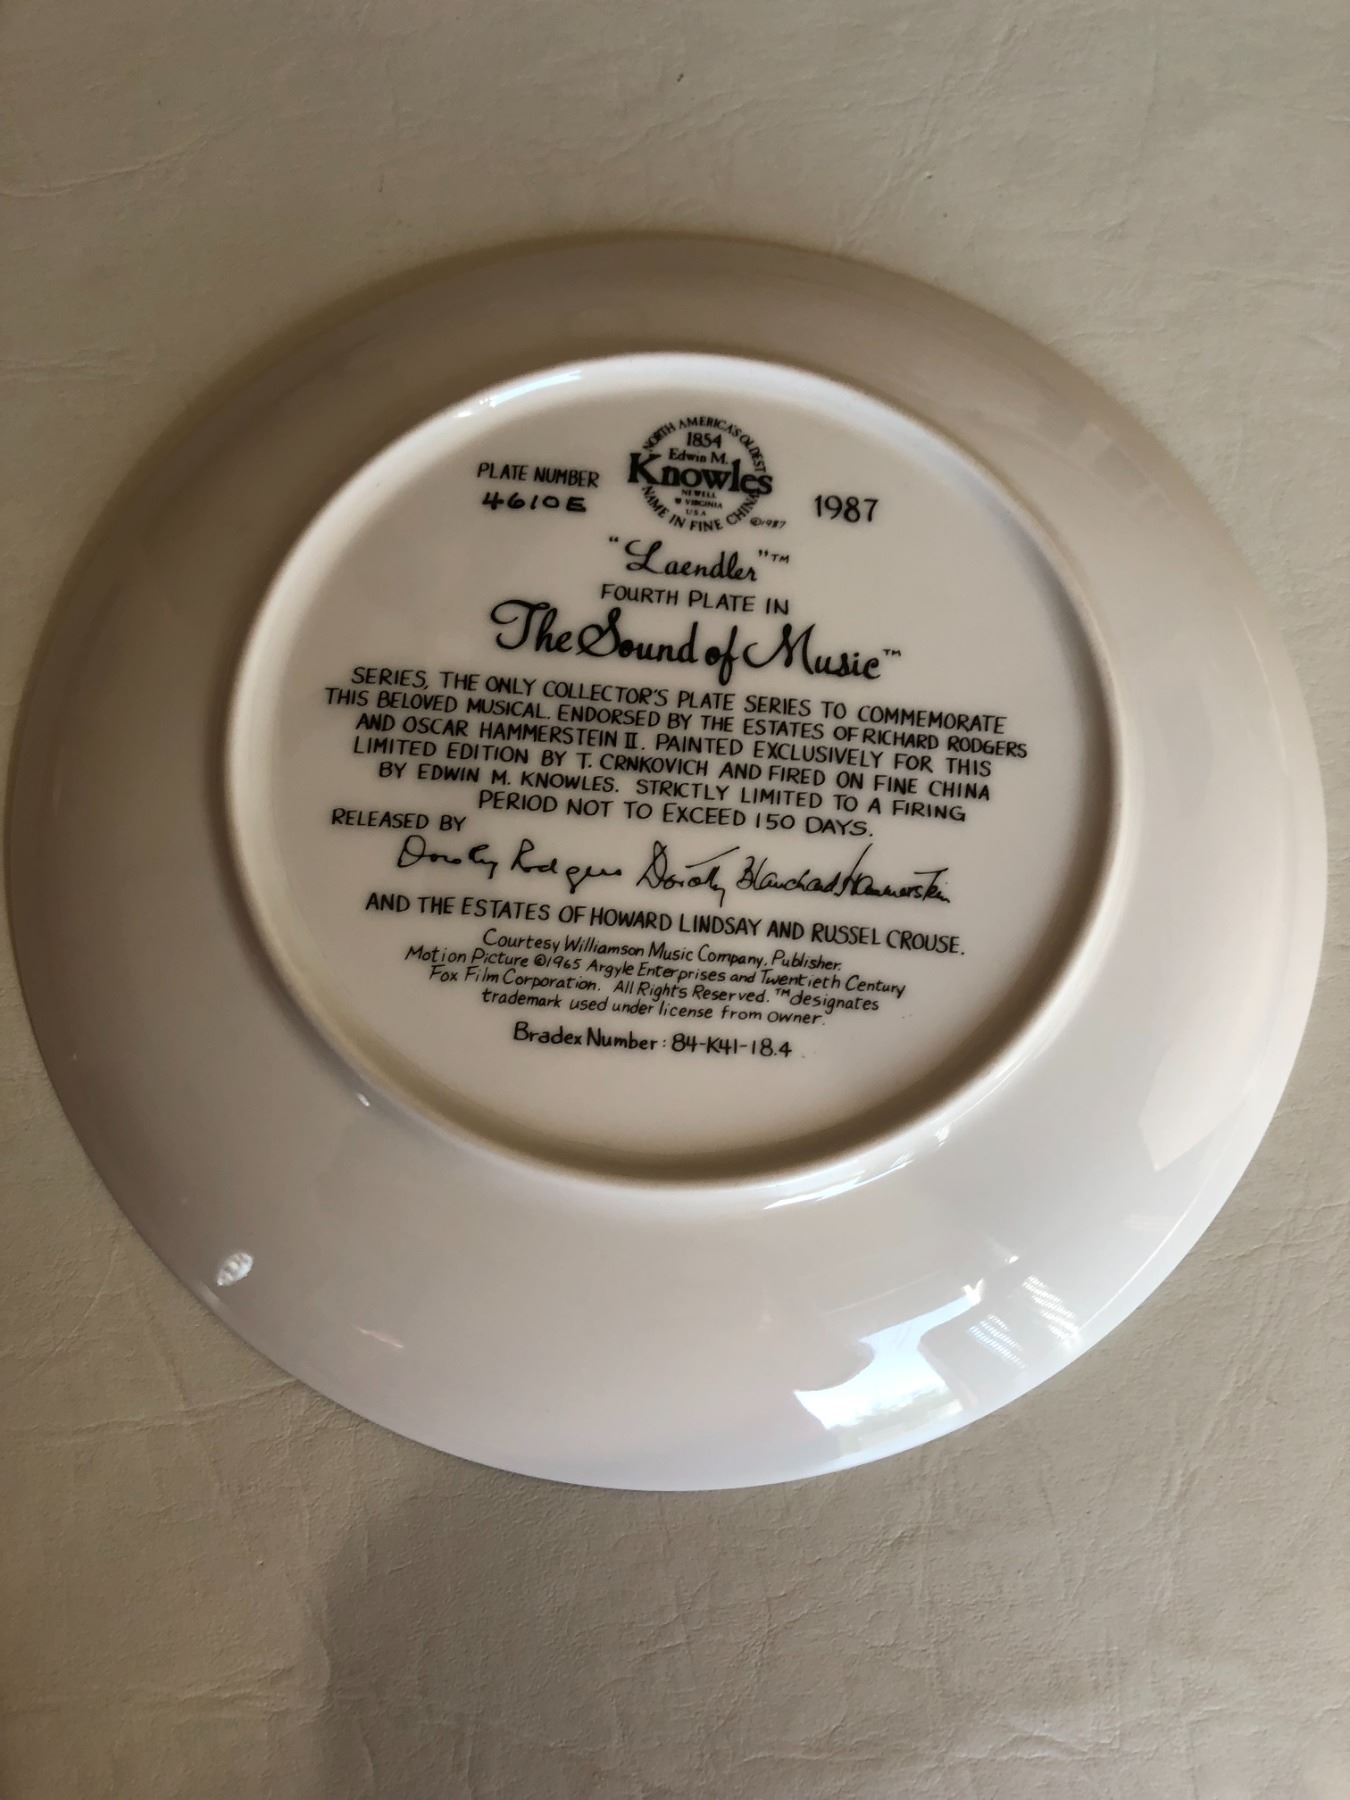 NORTH AMERICA'S OLDEST
1854
Edwin M.
Knowles
NEWELL
W VIRGINIA
USA
NAME IN FINE CHINA
©1987
PLATE NUMBER
4610E
1987
"Laendler"™
FOURTH PLATE IN
The Sound of Music™
SERIES, THE ONLY COLLECTOR'S PLATE SERIES TO COMMEMORATE
THIS BELOVED MUSICAL. ENDORSED BY THE ESTATES OF RICHARD RODGERS
AND OSCAR HAMMERSTEIN II. PAINTED EXCLUSIVELY FOR THIS
LIMITED EDITION BY T. CRNKOVICH AND FIRED ON FINE CHINA
BY EDWIN M. KNOWLES. STRICTLY LIMITED TO A FIRING
PERIOD NOT TO EXCEED 150 DAYS.
RELEASED BY
Dorothy Rodgers Dorothy Blanchard Hammerstein
AND THE ESTATES OF HOWARD LINDSAY AND RUSSEL CROUSE.
Courtesy Williamson Music Company, Publisher.
Motion Picture ©1965 Argyle Enterprises and Twentieth Century
Fox Film Corporation. All Rights Reserved. ™designates
trademark used under license from owner.
Bradex Number: 84-K41-18.4